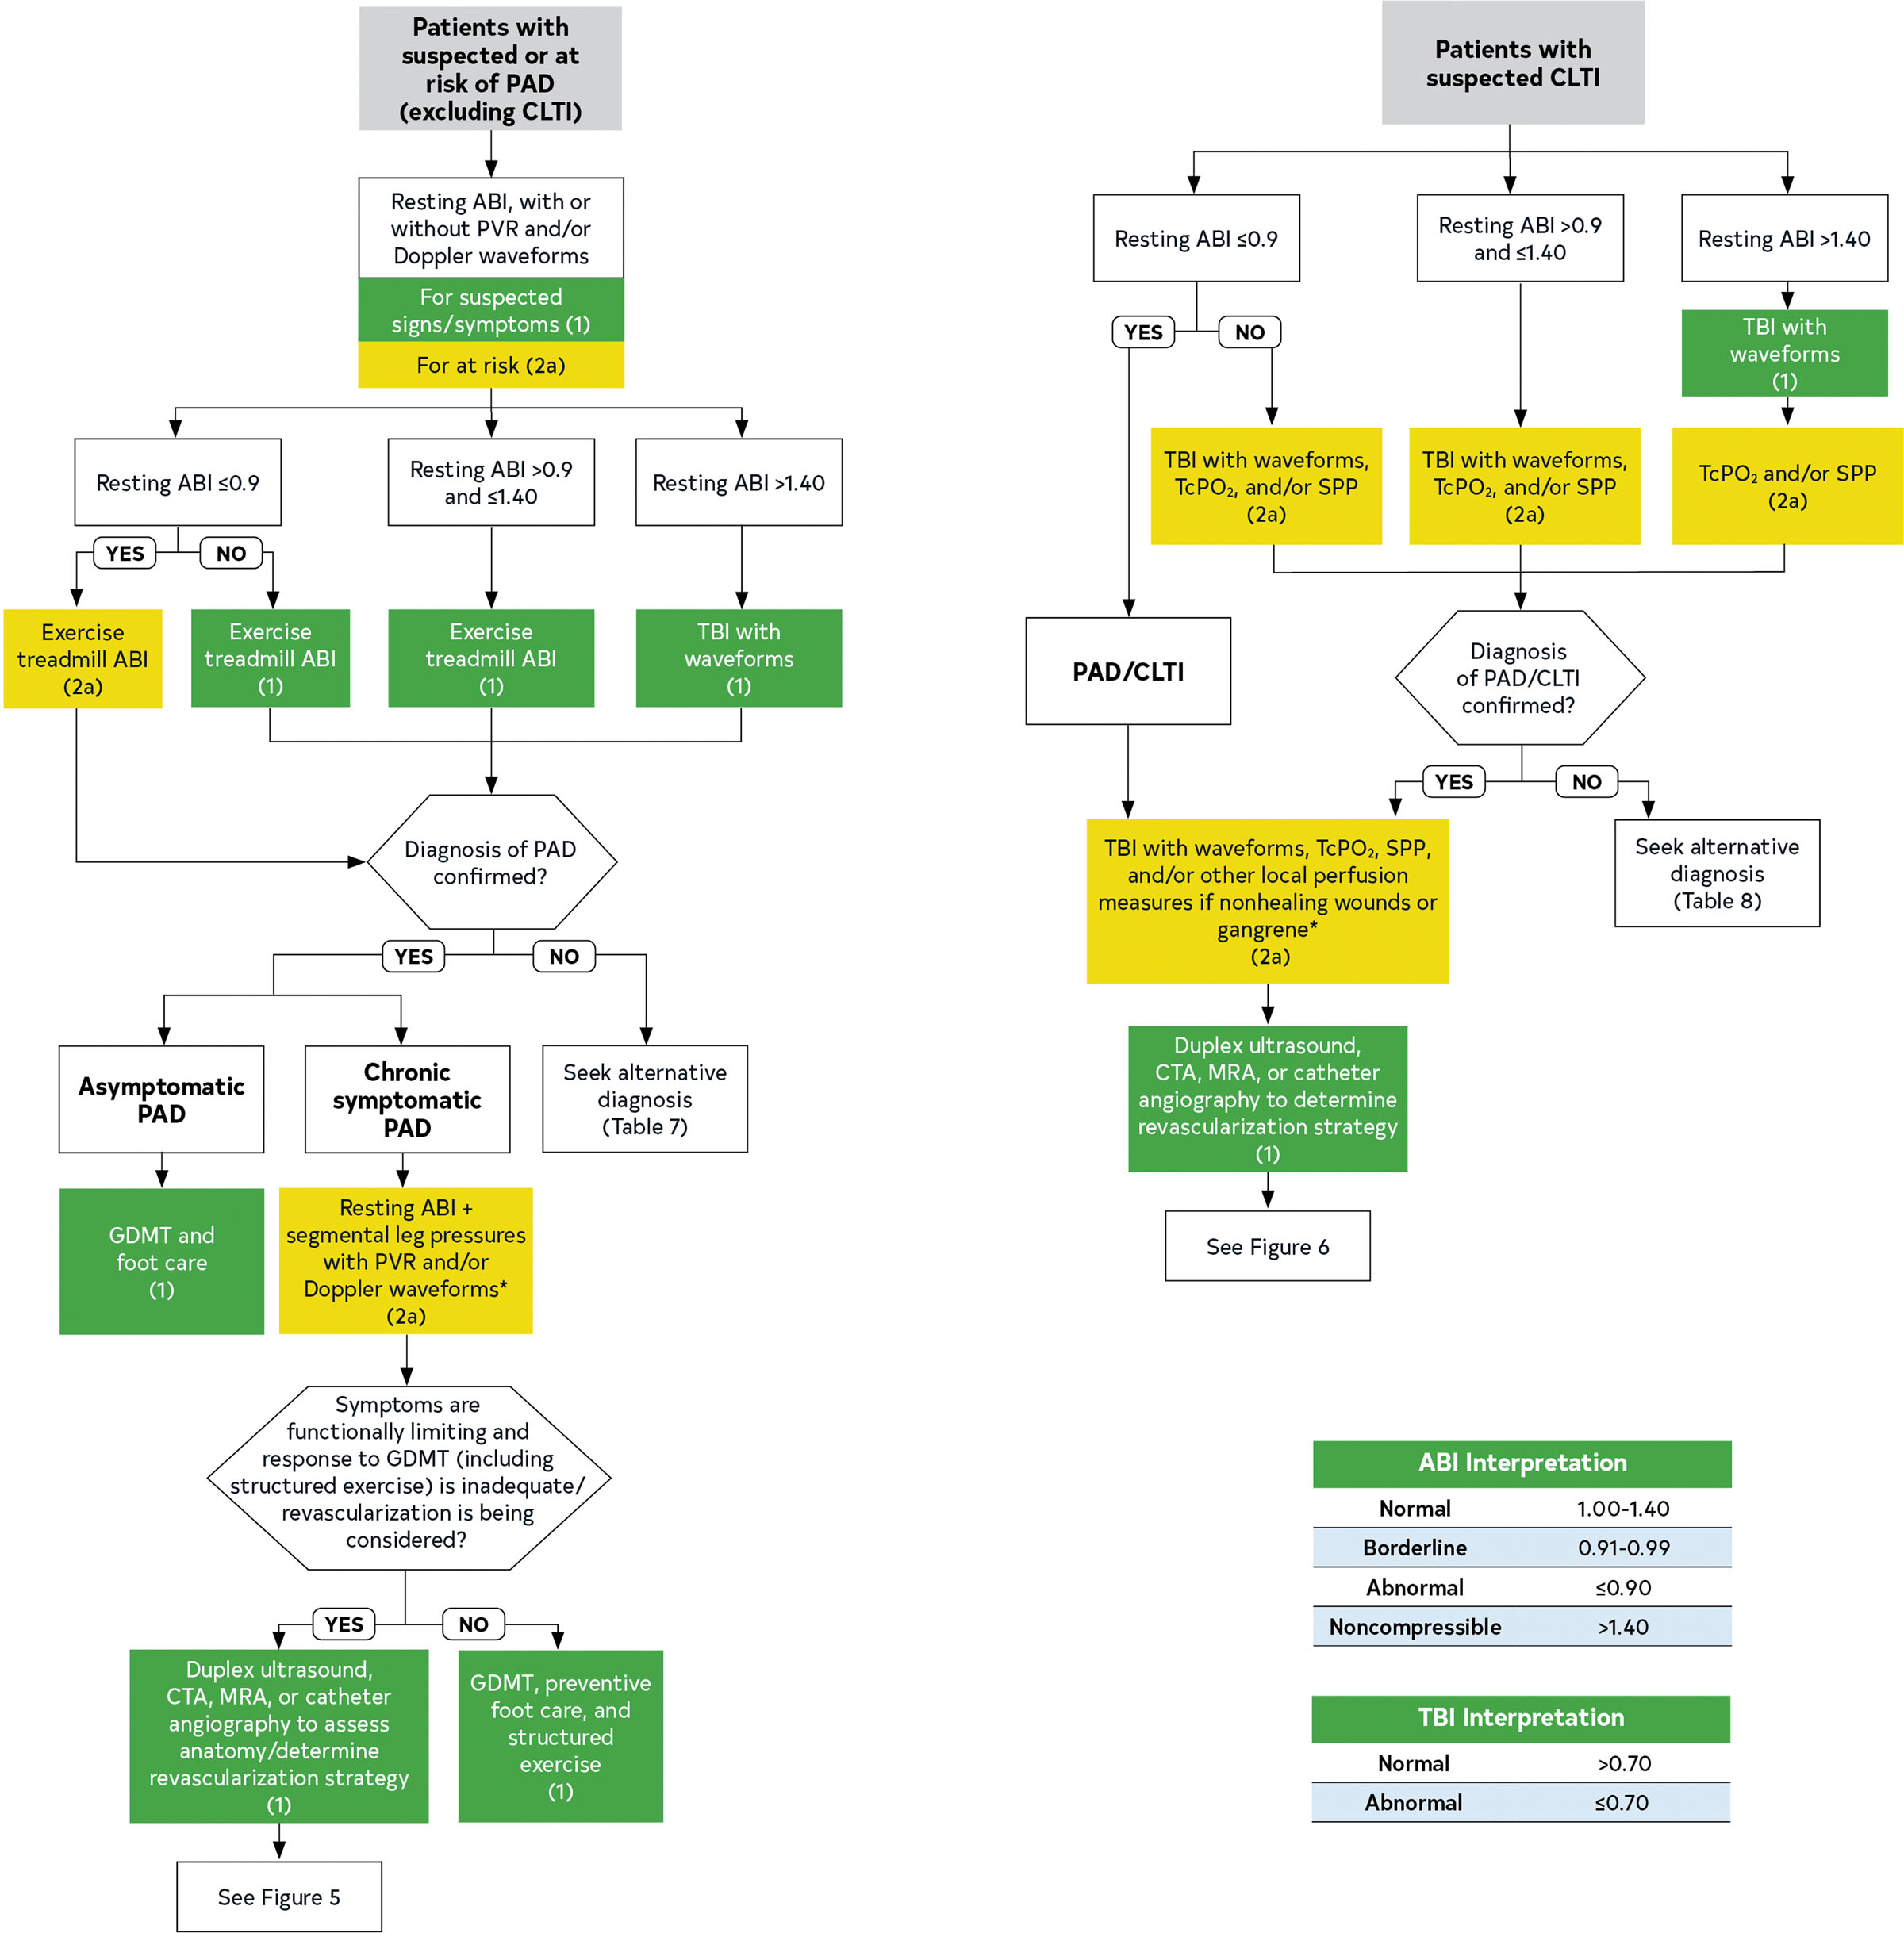 Patients with
suspected or at
risk of PAD
(excluding CLTI)
Resting ABI, with or
without PVR and/or
Doppler waveforms
For suspected
signs/symptoms (1)
For at risk (2a)
Resting ABI ≤0.9
Resting ABI >0.9
and ≤1.40
Resting ABI >1.40
YES
NO
Exercise
treadmill ABI
(2a)
Exercise
treadmill ABI
(1)
Exercise
treadmill ABI
(1)
TBI with
waveforms
(1)
Diagnosis of PAD
confirmed?
YES
NO
Asymptomatic
PAD
Chronic
symptomatic
PAD
Seek alternative
diagnosis
(Table 7)
GDMT and
foot care
(1)
Resting ABI +
segmental leg pressures
with PVR and/or
Doppler waveforms*
(2a)
Symptoms are
functionally limiting and
response to GDMT (including
structured exercise) is inadequate/
revascularization is being
considered?
YES
NO
Duplex ultrasound,
CTA, MRA, or catheter
angiography to assess
anatomy/determine
revascularization strategy
(1)
GDMT, preventive
foot care, and
structured
exercise
(1)
See Figure 5
Patients with
suspected CLTI
Resting ABI ≤0.9
Resting ABI >0.9
and ≤1.40
Resting ABI >1.40
YES
NO
TBI with
waveforms
(1)
TBI with waveforms,
TcPO₂, and/or SPP
(2a)
TBI with waveforms,
TcPO₂, and/or SPP
(2a)
TcPO₂ and/or SPP
(2a)
PAD/CLTI
Diagnosis
of PAD/CLTI
confirmed?
YES
NO
TBI with waveforms, TcPO₂, SPP,
and/or other local perfusion
measures if nonhealing wounds or
gangrene*
(2a)
Seek alternative
diagnosis
(Table 8)
Duplex ultrasound,
CTA, MRA, or catheter
angiography to determine
revascularization strategy
(1)
See Figure 6
ABI Interpretation
Normal 1.00-1.40
Borderline 0.91-0.99
Abnormal ≤0.90
Noncompressible >1.40
TBI Interpretation
Normal >0.70
Abnormal ≤0.70